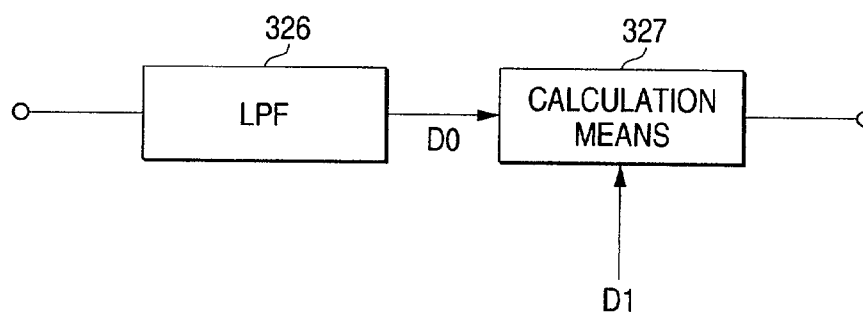 326
327
LPF
D0
CALCULATION
MEANS
D1